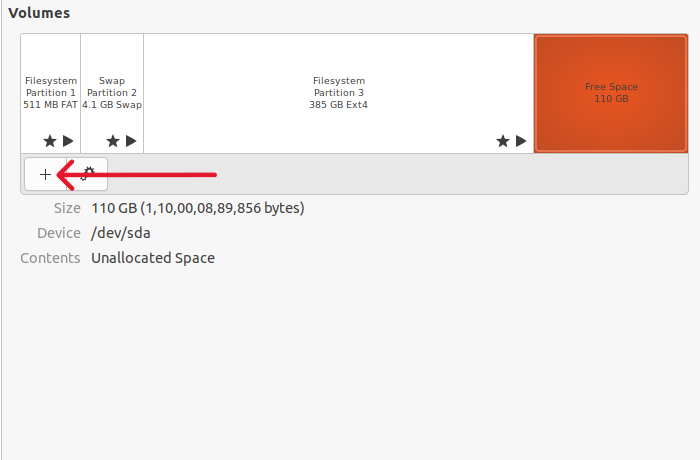 Volumes
Filesystem
Partition 1
511 MB FAT
Swap
Partition 2
4.1 GB Swap
Filesystem
Partition 3
385 GB Ext4
Free Space
110 GB
Size 110 GB (1,10,00,08,89,856 bytes)
Device /dev/sda
Contents Unallocated Space